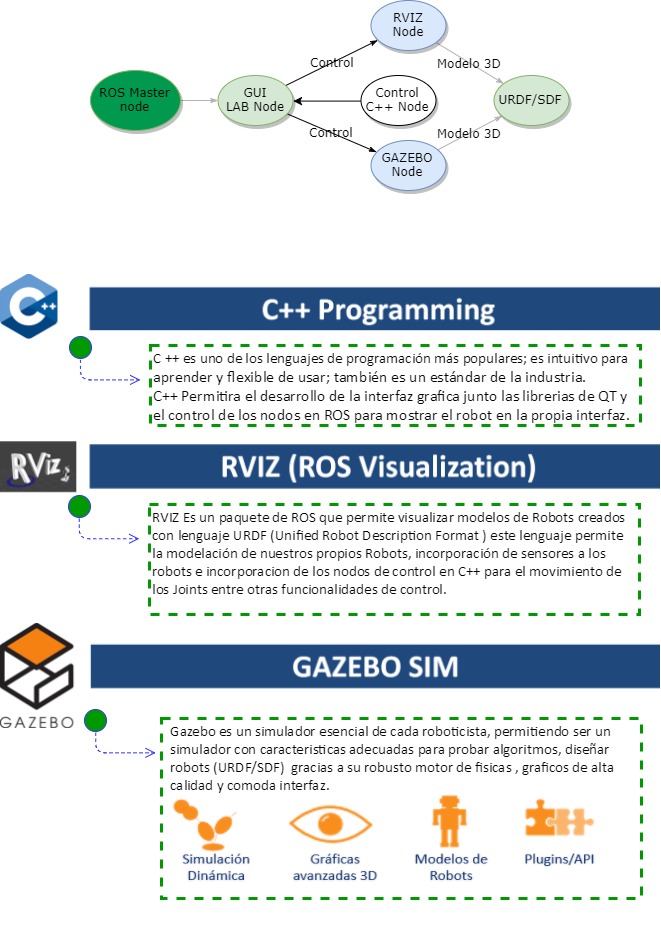 RVIZ
Node
Control
Modelo 3D
ROS Master
node
GUI
LAB Node
Control
C++ Node
URDF/SDF
Control
Modelo 3D
GAZEBO
Node
C++
C++ Programming
C ++ es uno de los lenguajes de programación más populares; es intuitivo para
aprender y flexible de usar; también es un estándar de la industria.
C++ Permitira el desarrollo de la interfaz grafica junto las librerias de QT y
el control de los nodos en ROS para mostrar el robot en la propia interfaz.
RViz
RVIZ (ROS Visualization)
RVIZ Es un paquete de ROS que permite visualizar modelos de Robots creados
con lenguaje URDF (Unified Robot Description Format ) este lenguaje permite
la modelación de nuestros propios Robots, incorporación de sensores a los
robots e incorporacion de los nodos de control en C++ para el movimiento de
los Joints entre otras funcionalidades de control.
GAZEBO SIM
GAZEBO
Gazebo es un simulador esencial de cada roboticista, permitiendo ser un
simulador con caracteristicas adecuadas para probar algoritmos, diseñar
robots (URDF/SDF) gracias a su robusto motor de fisicas , graficos de alta
calidad y comoda interfaz.
Simulación
Dinámica
Gráficas
avanzadas 3D
Modelos de
Robots
Plugins/API